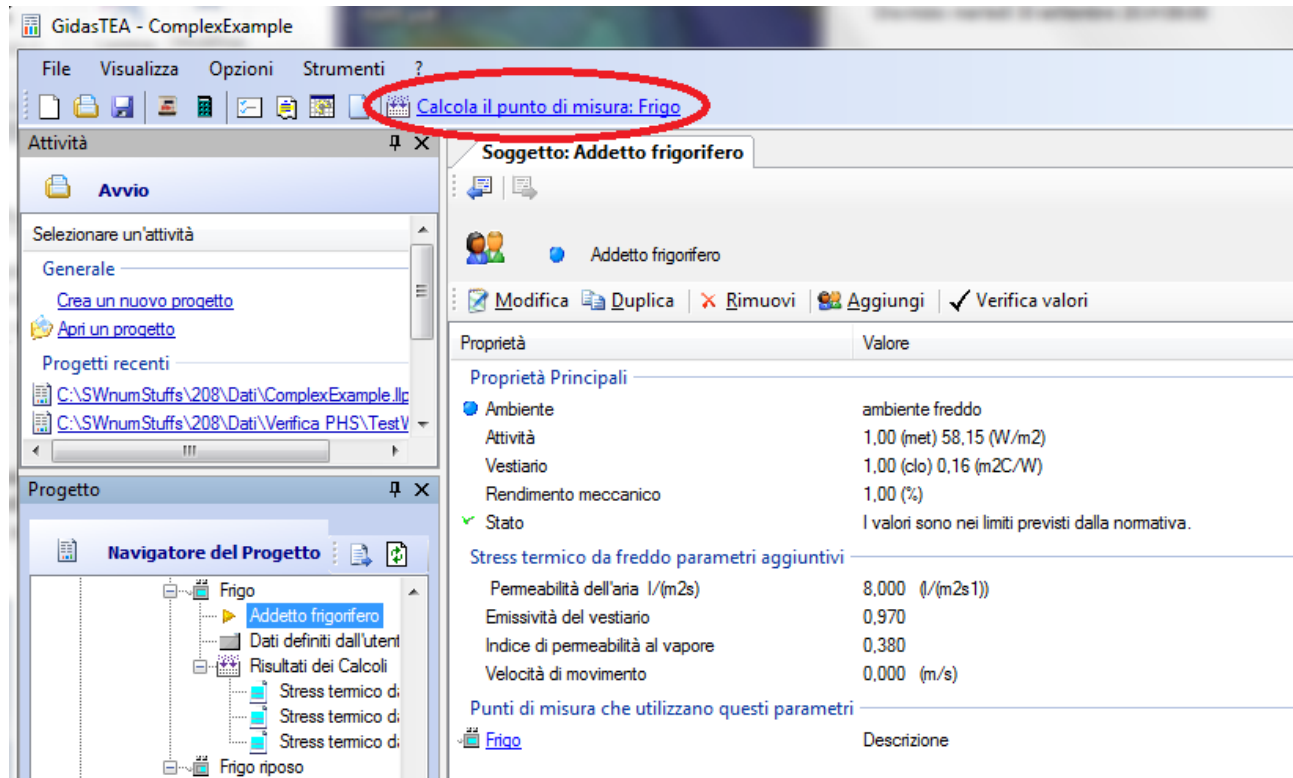 GidasTEA - ComplexExample
File Visualizza Opzioni Strumenti ?
Calcola il punto di misura: Frigo
Attività
Avvio
Selezionare un'attività
Generale
Crea un nuovo progetto
Apri un progetto
Progetti recenti
C:\SWnumStuffs\208\Dati\ComplexExample.llp
C:\SWnumStuffs\208\Dati\Verifica PHS\TestV
Progetto
Navigatore del Progetto
Frigo
Addetto frigorifero
Dati definiti dall'utent
Risultati dei Calcoli
Stress termico da
Stress termico da
Stress termico da
Frigo riposo
Soggetto: Addetto frigorifero
Addetto frigorifero
Modifica Duplica Rimuovi Aggiungi Verifica valori
Proprietà Valore
Proprietà Principali
Ambiente ambiente freddo
Attività 1,00 (met) 58,15 (W/m2)
Vestiario 1,00 (clo) 0,16 (m2C/W)
Rendimento meccanico 1,00 (%)
Stato I valori sono nei limiti previsti dalla normativa.
Stress termico da freddo parametri aggiuntivi
Permeabilità dell'aria l/(m2s) 8,000 (l/(m2s1))
Emissività del vestiario 0,970
Indice di permeabilità al vapore 0,380
Velocità di movimento 0,000 (m/s)
Punti di misura che utilizzano questi parametri
Frigo Descrizione